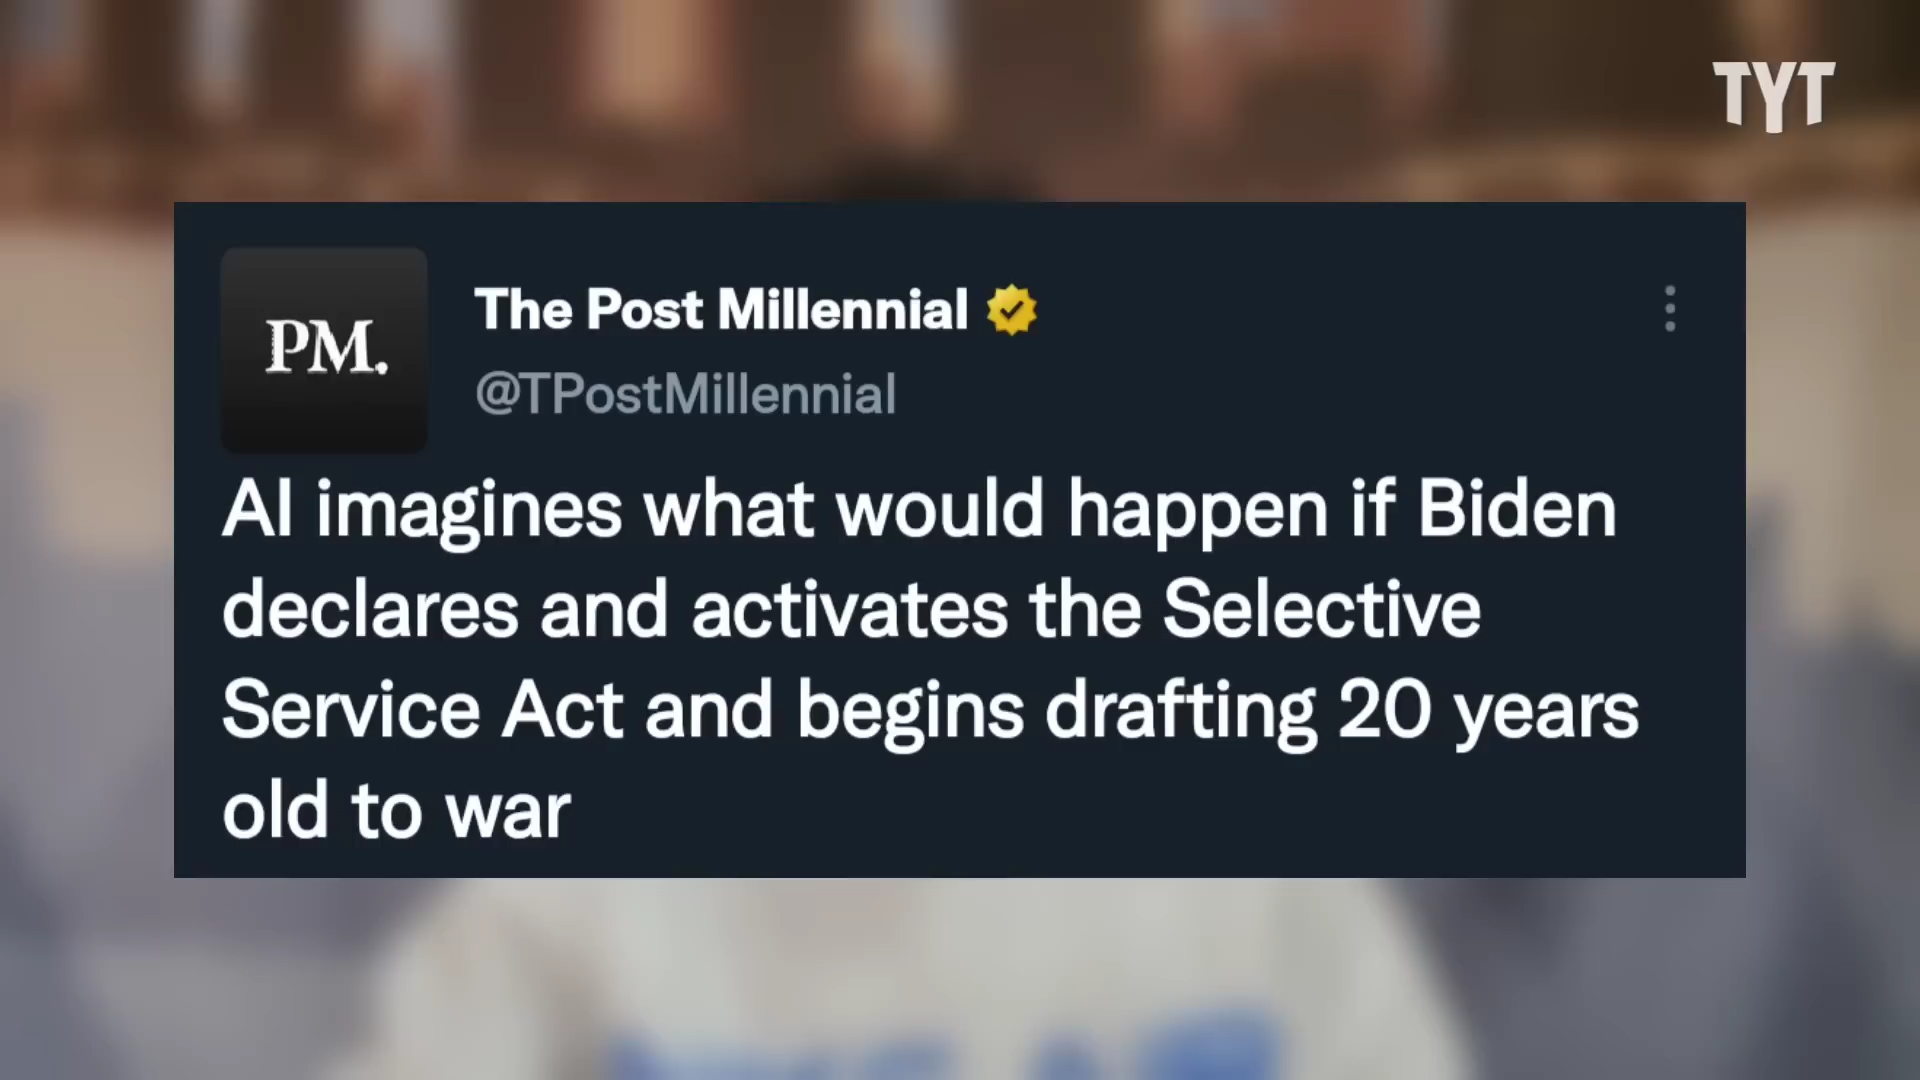 TYT
PM.
The Post Millennial
@TPostMillennial
AI imagines what would happen if Biden
declares and activates the Selective
Service Act and begins drafting 20 years
old to war